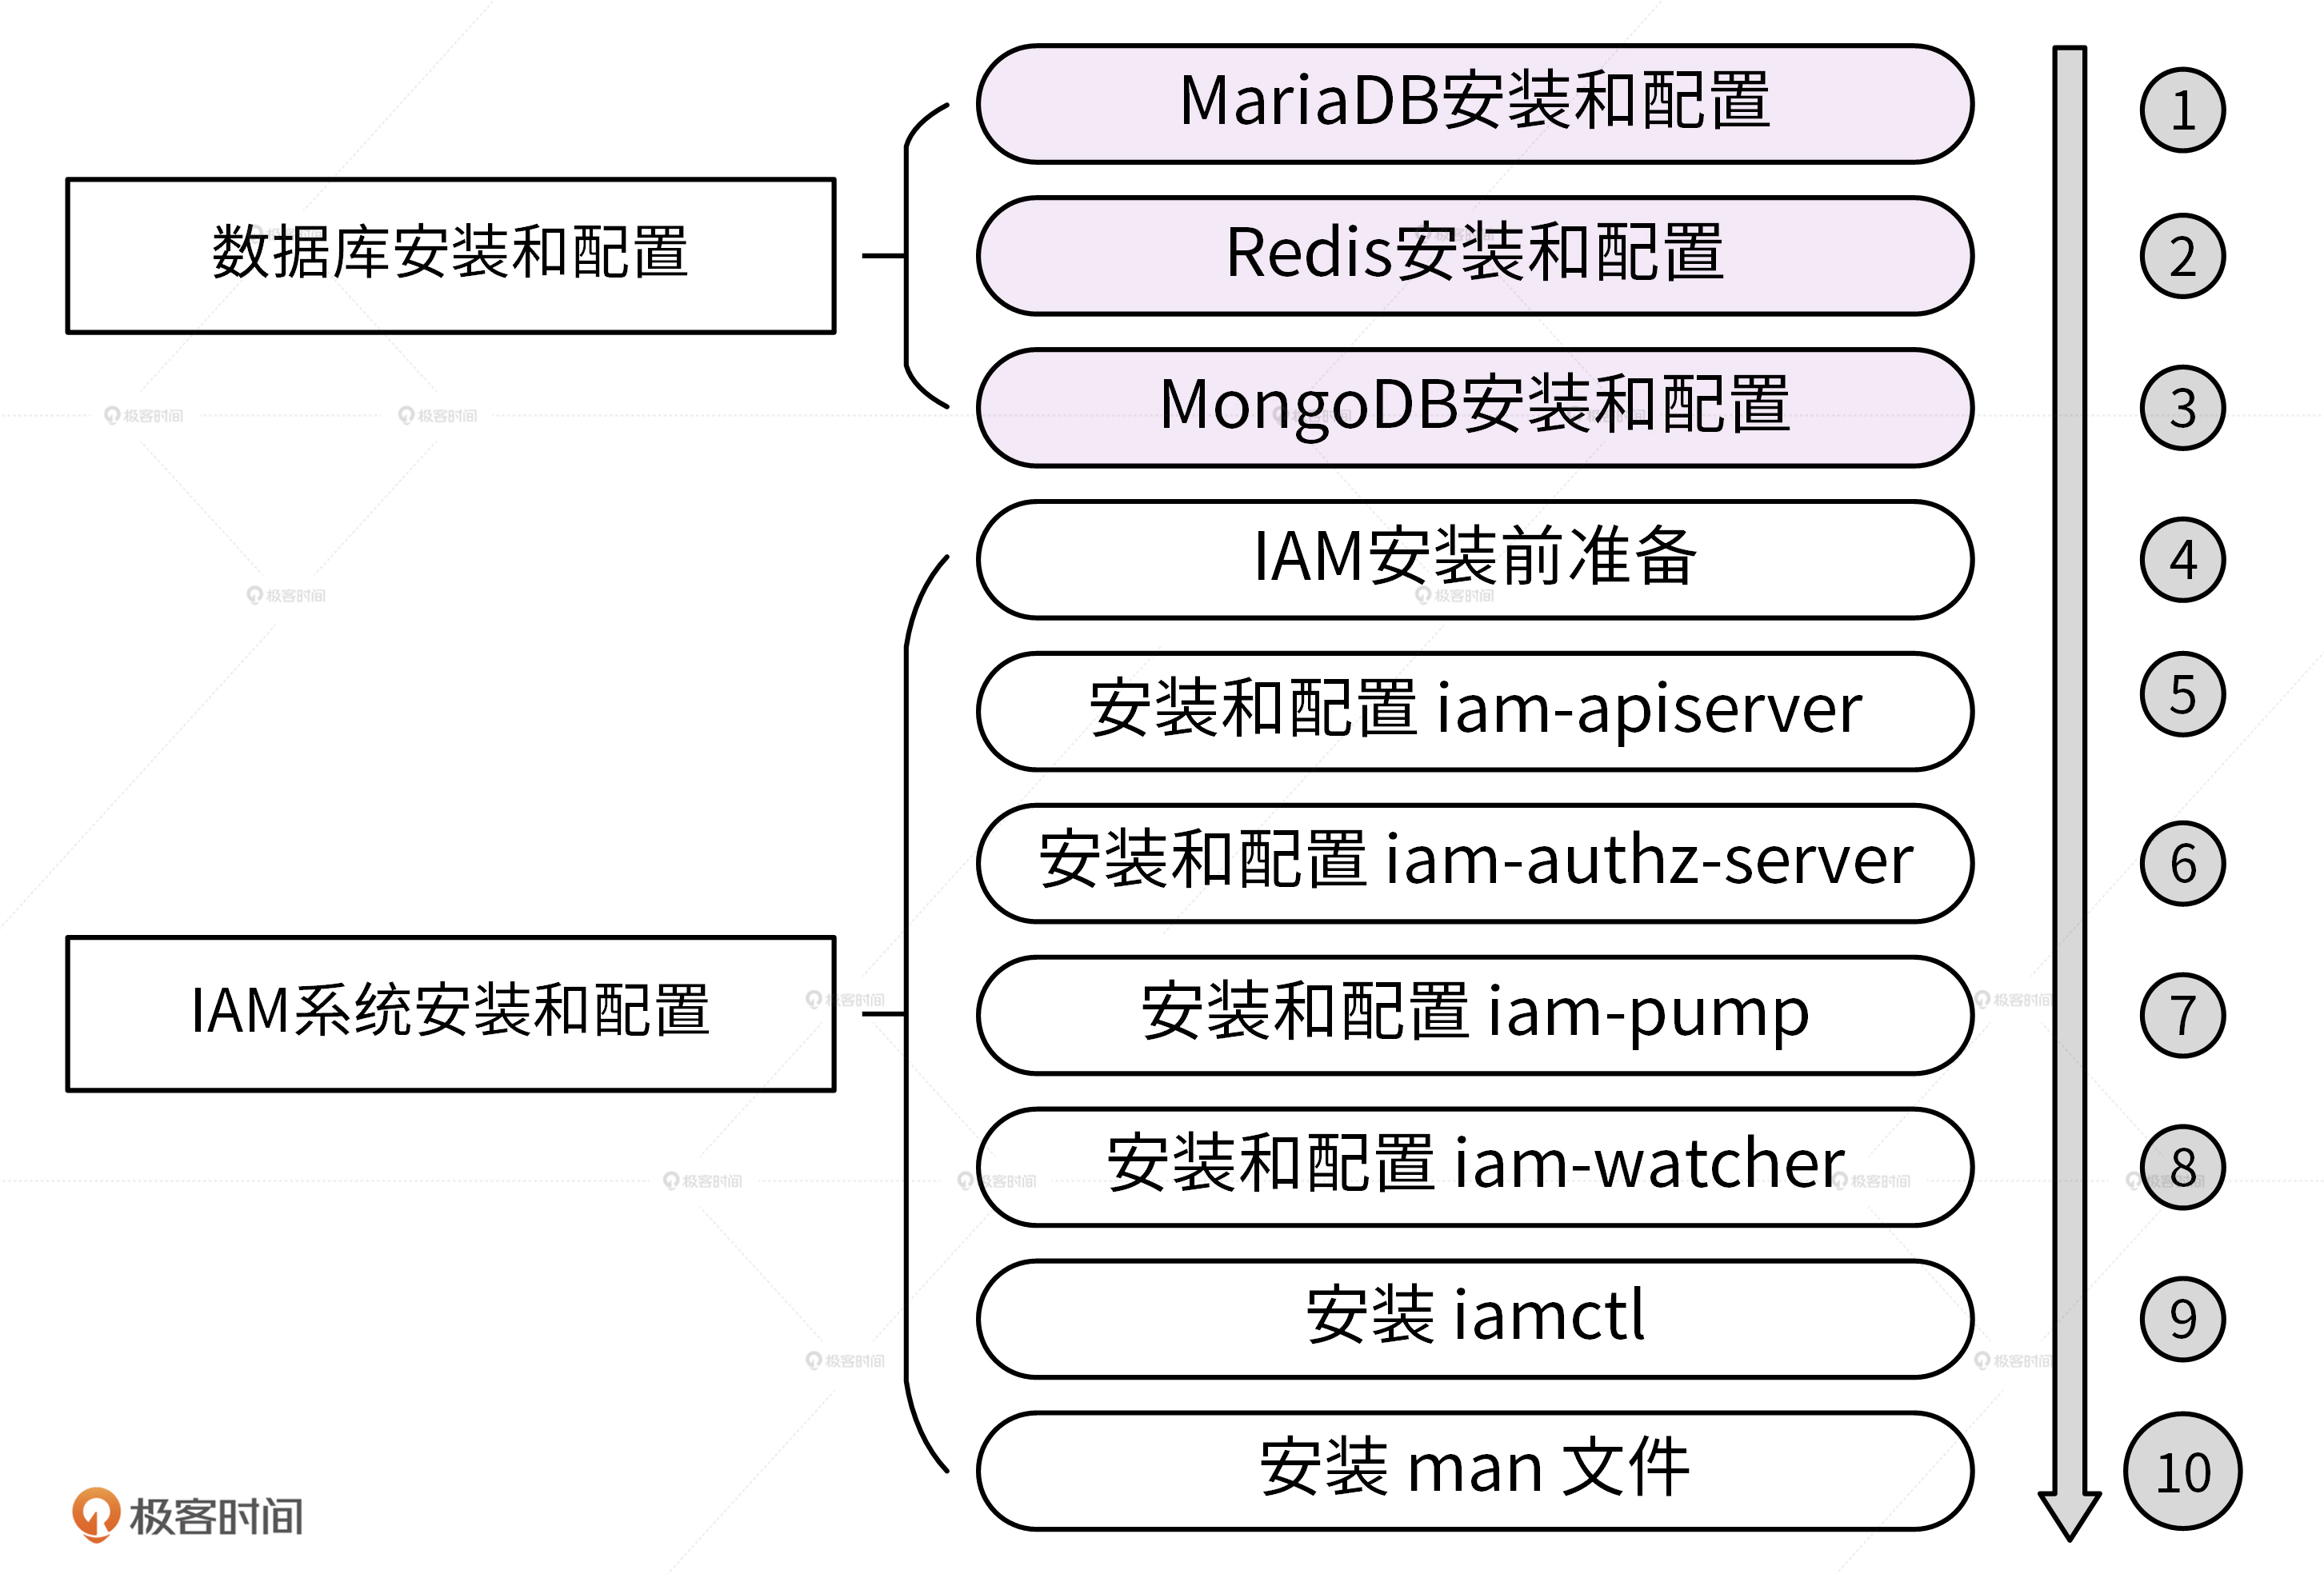 数据库安装和配置
MariaDB安装和配置
1
Redis安装和配置
2
MongoDB安装和配置
3
IAM系统安装和配置
IAM安装前准备
4
安装和配置 iam-apiserver
5
安装和配置 iam-authz-server
6
安装和配置 iam-pump
7
安装和配置 iam-watcher
8
安装 iamctl
9
安装 man 文件
10
极客时间